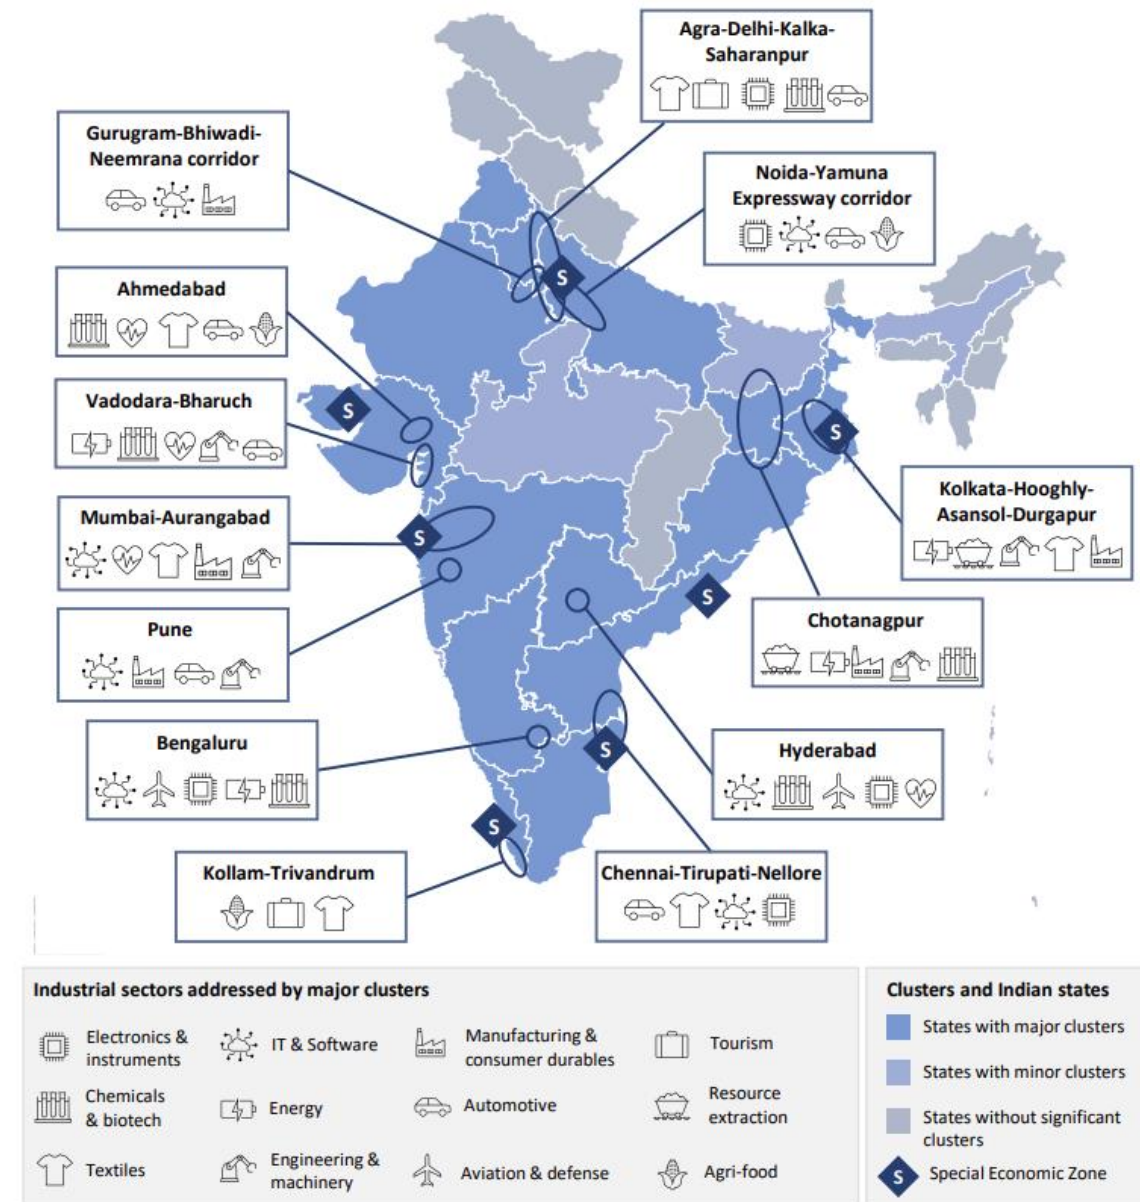 Agra-Delhi-Kalka-
Saharanpur
Gurugram-Bhiwadi-
Neemrana corridor
Noida-Yamuna
Expressway corridor
S
Ahmedabad
Vadodara-Bharuch
S
S
Kolkata-Hooghly-
Asansol-Durgapur
Mumbai-Aurangabad
S
S
Pune
Chotanagpur
Bengaluru
S
Hyderabad
S
Kollam-Trivandrum
Chennai-Tirupati-Nellore
Industrial sectors addressed by major clusters
Electronics &
instruments
IT & Software
Manufacturing &
consumer durables
Tourism
Chemicals
& biotech
Energy
Automotive
Resource
extraction
Textiles
Engineering &
machinery
Aviation & defense
Agri-food
Clusters and Indian states
States with major clusters
States with minor clusters
States without significant
clusters
S
Special Economic Zone